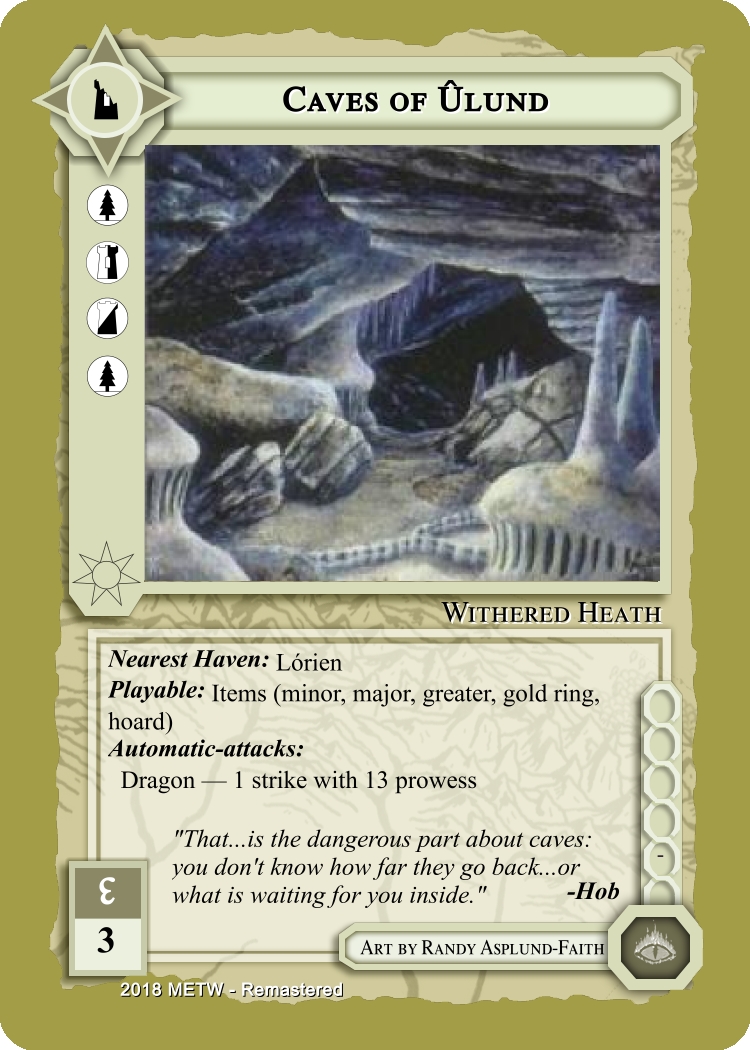 CAVES OF ÛLUND
WITHERED HEATH
Nearest Haven: Lórien
Playable: Items (minor, major, greater, gold ring,
hoard)
Automatic-attacks:
Dragon — 1 strike with 13 prowess
"That...is the dangerous part about caves:
you don't know how far they go back...or
what is waiting for you inside."
-Hob
-
ε
3
ART BY RANDY ASPLUND-FAITH
2018 METW - Remastered